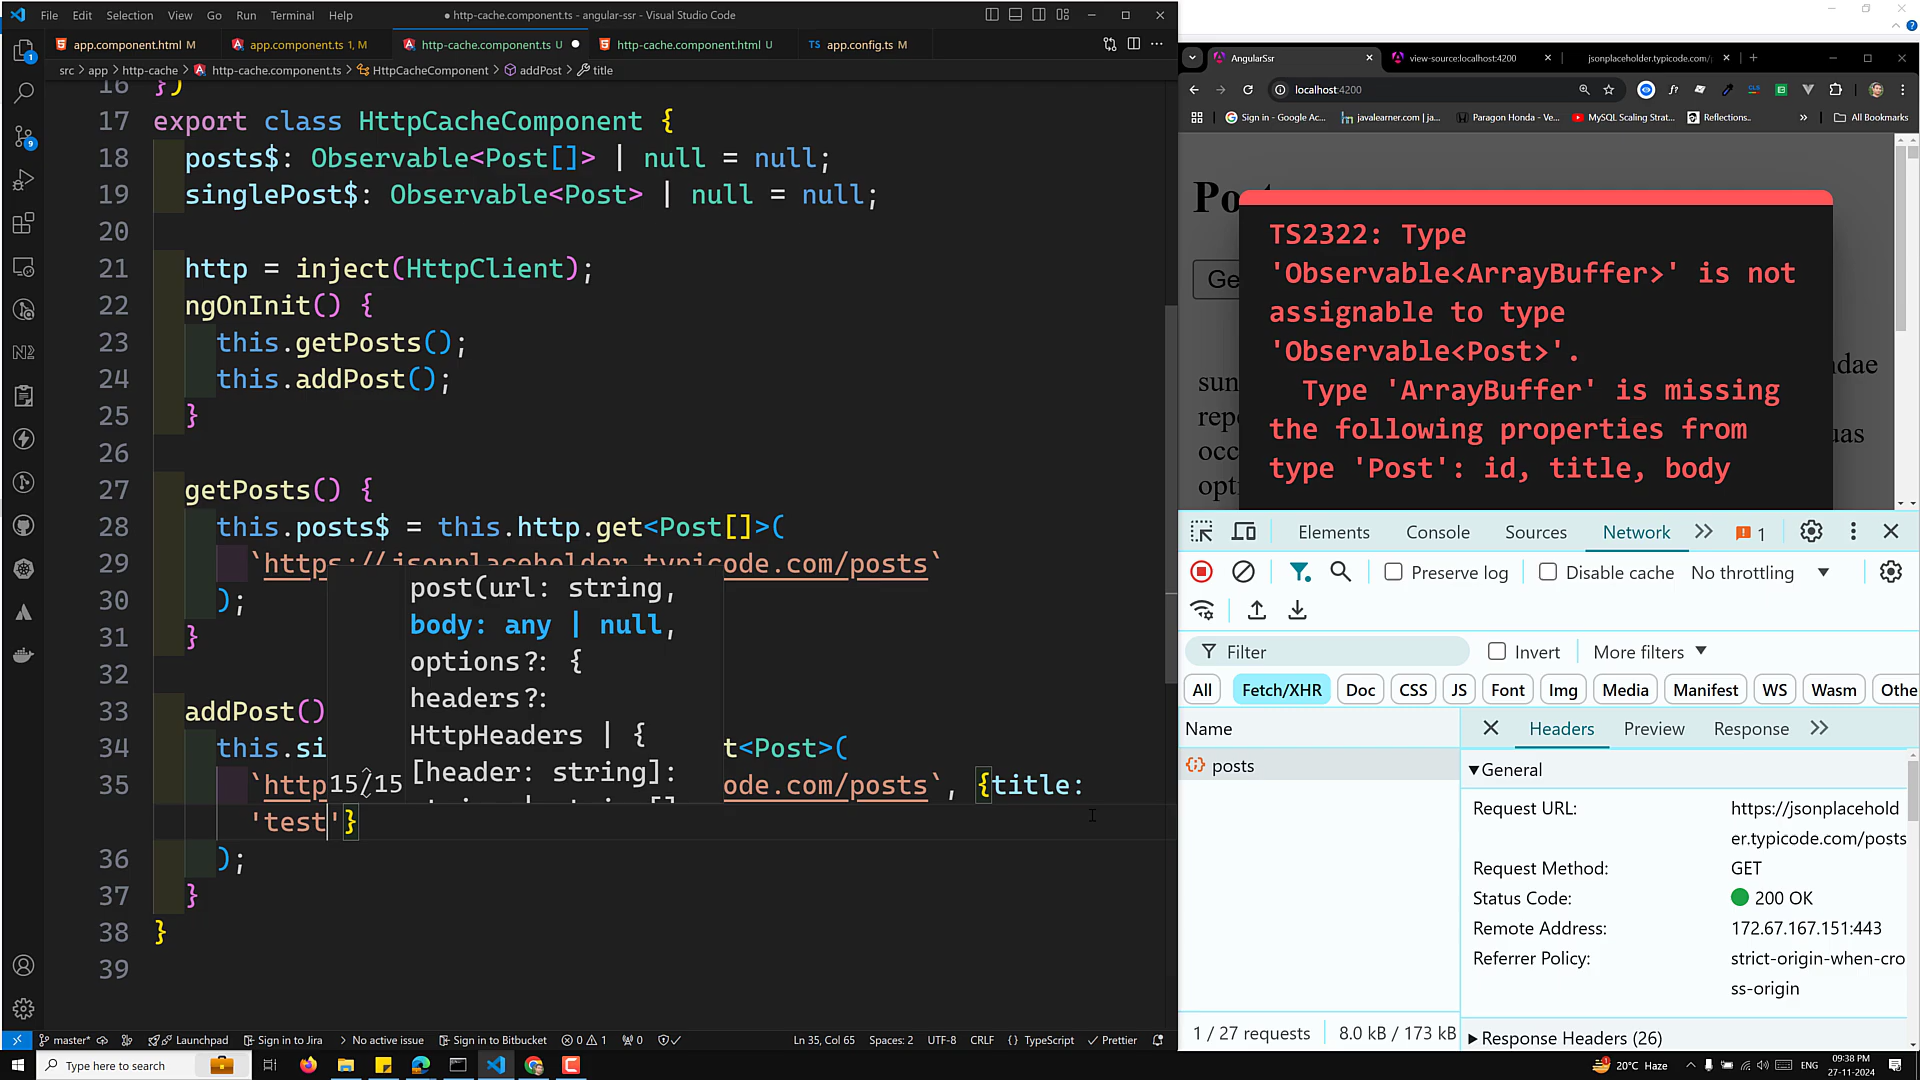 File Edit Selection View Go Run Terminal Help
● http-cache.component.ts - angular-ssr - Visual Studio Code
app.component.html M
app.component.ts 1, M
http-cache.component.ts U ●
http-cache.component.html U
TS app.config.ts M
src > app > http-cache > http-cache.component.ts > HttpCacheComponent > addPost > title
16 })
17 export class HttpCacheComponent {
18 posts$: Observable<Post[]> | null = null;
19 singlePost$: Observable<Post> | null = null;
20
21 http = inject(HttpClient);
22 ngOnInit() {
23 this.getPosts();
24 this.addPost();
25 }
26
27 getPosts() {
28 this.posts$ = this.http.get<Post[]>(
29 `https://jsonplaceholder.typicode.com/posts`
30 );
31 }
32
33 addPost()
34 this.si t<Post>(
35 `http ode.com/posts`, {title:
'test'}
36 );
37 }
38 }
39
15/15
post(url: string,
body: any | null,
options?: {
headers?:
HttpHeaders | {
[header: string]:
master*
Launchpad
Sign in to Jira
No active issue
Sign in to Bitbucket
0 1
0
Ln 35, Col 65
Spaces: 2
UTF-8
CRLF
{ } TypeScript
Prettier
AngularSsr
view-source:localhost:4200
jsonplaceholder.typicode.com/
localhost:4200
Sign in - Google Ac...
javalearner.com | ja...
Paragon Honda - Ve...
MySQL Scaling Strat...
Reflections..
All Bookmarks
Po
Ge
TS2322: Type
'Observable<ArrayBuffer>' is not
assignable to type
'Observable<Post>'.
Type 'ArrayBuffer' is missing
the following properties from
type 'Post': id, title, body
sun
repr
occ
opti
ndae
uas
Elements Console Sources Network 1
Preserve log Disable cache No throttling
Filter Invert More filters
All Fetch/XHR Doc CSS JS Font Img Media Manifest WS Wasm Othe
Name
posts
Headers Preview Response
General
Request URL: https://jsonplacehold
er.typicode.com/posts
Request Method: GET
Status Code: 200 OK
Remote Address: 172.67.167.151:443
Referrer Policy: strict-origin-when-cro
ss-origin
Response Headers (26)
1 / 27 requests 8.0 kB / 173 kB
Type here to search
20°C Haze
ENG
09:38 PM
27-11-2024